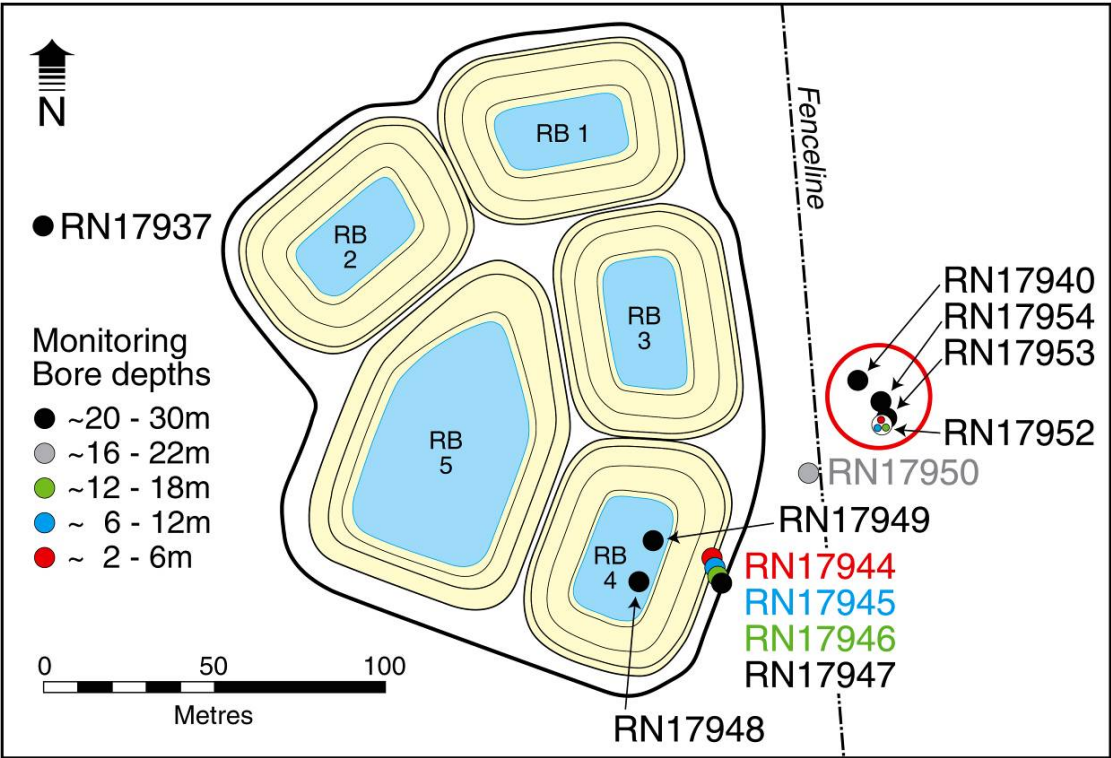 N
RB 1
Fenceline
RB
2
RN17937
RB
3
RN17940
RN17954
RN17953
RN17952
Monitoring
Bore depths
~20 - 30m
~16 - 22m
~12 - 18m
~ 6 - 12m
~ 2 - 6m
RB
5
RN17950
RN17949
RB
4
RN17944
RN17945
RN17946
RN17947
RN17948
0 50 100
Metres